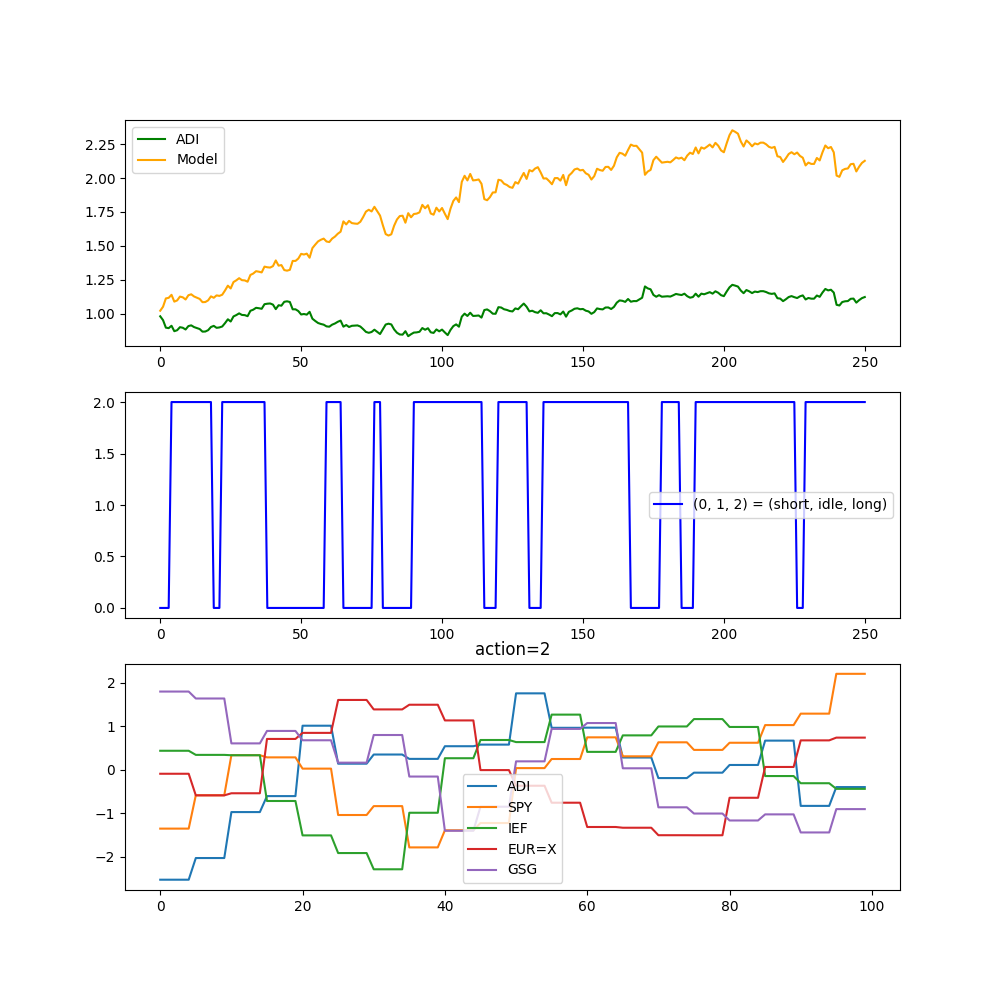 ADI
Model
2.25
2.00
1.75
1.50
1.25
1.00
0 50 100 150 200 250
2.0
1.5
1.0
0.5
0.0
(0, 1, 2) = (short, idle, long)
0 50 100 150 200 250
action=2
2
1
0
−1
−2
ADI
SPY
IEF
EUR=X
GSG
0 20 40 60 80 100